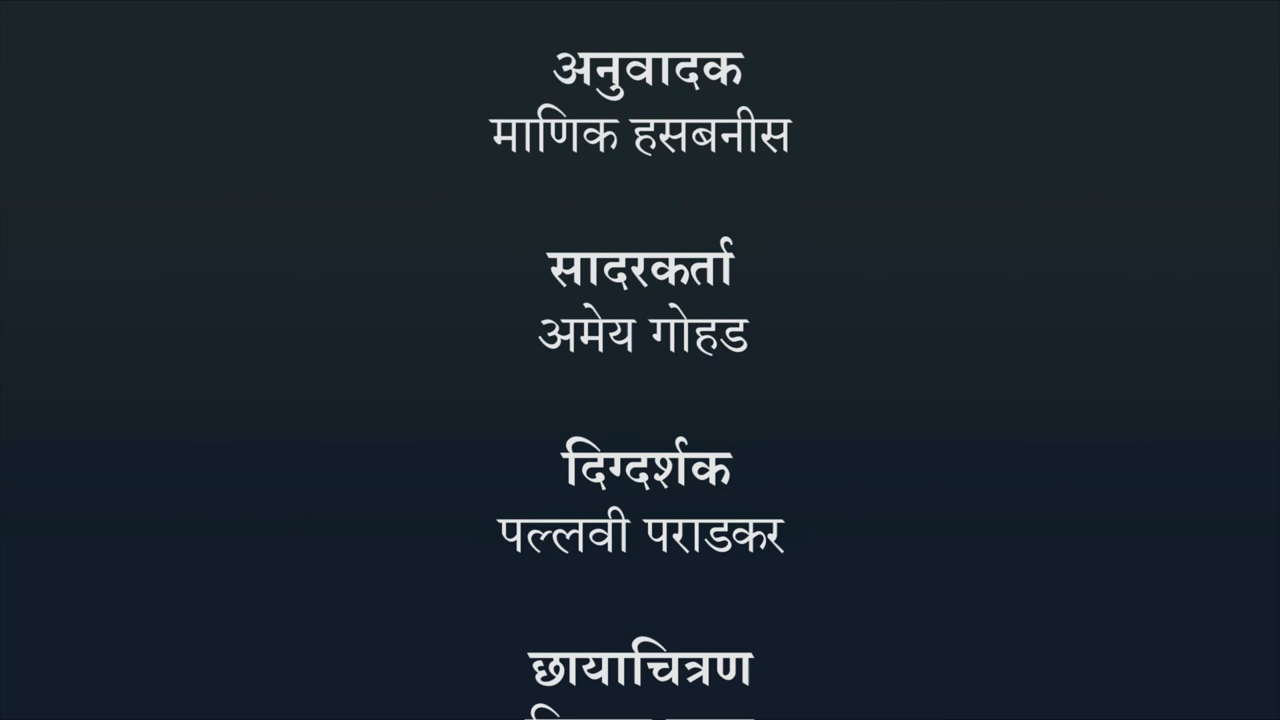 अनुवादक
माणिक हसबनीस
सादरकर्ता
अमेय गोहड
दिग्दर्शक
पल्लवी पराडकर
छायाचित्रण